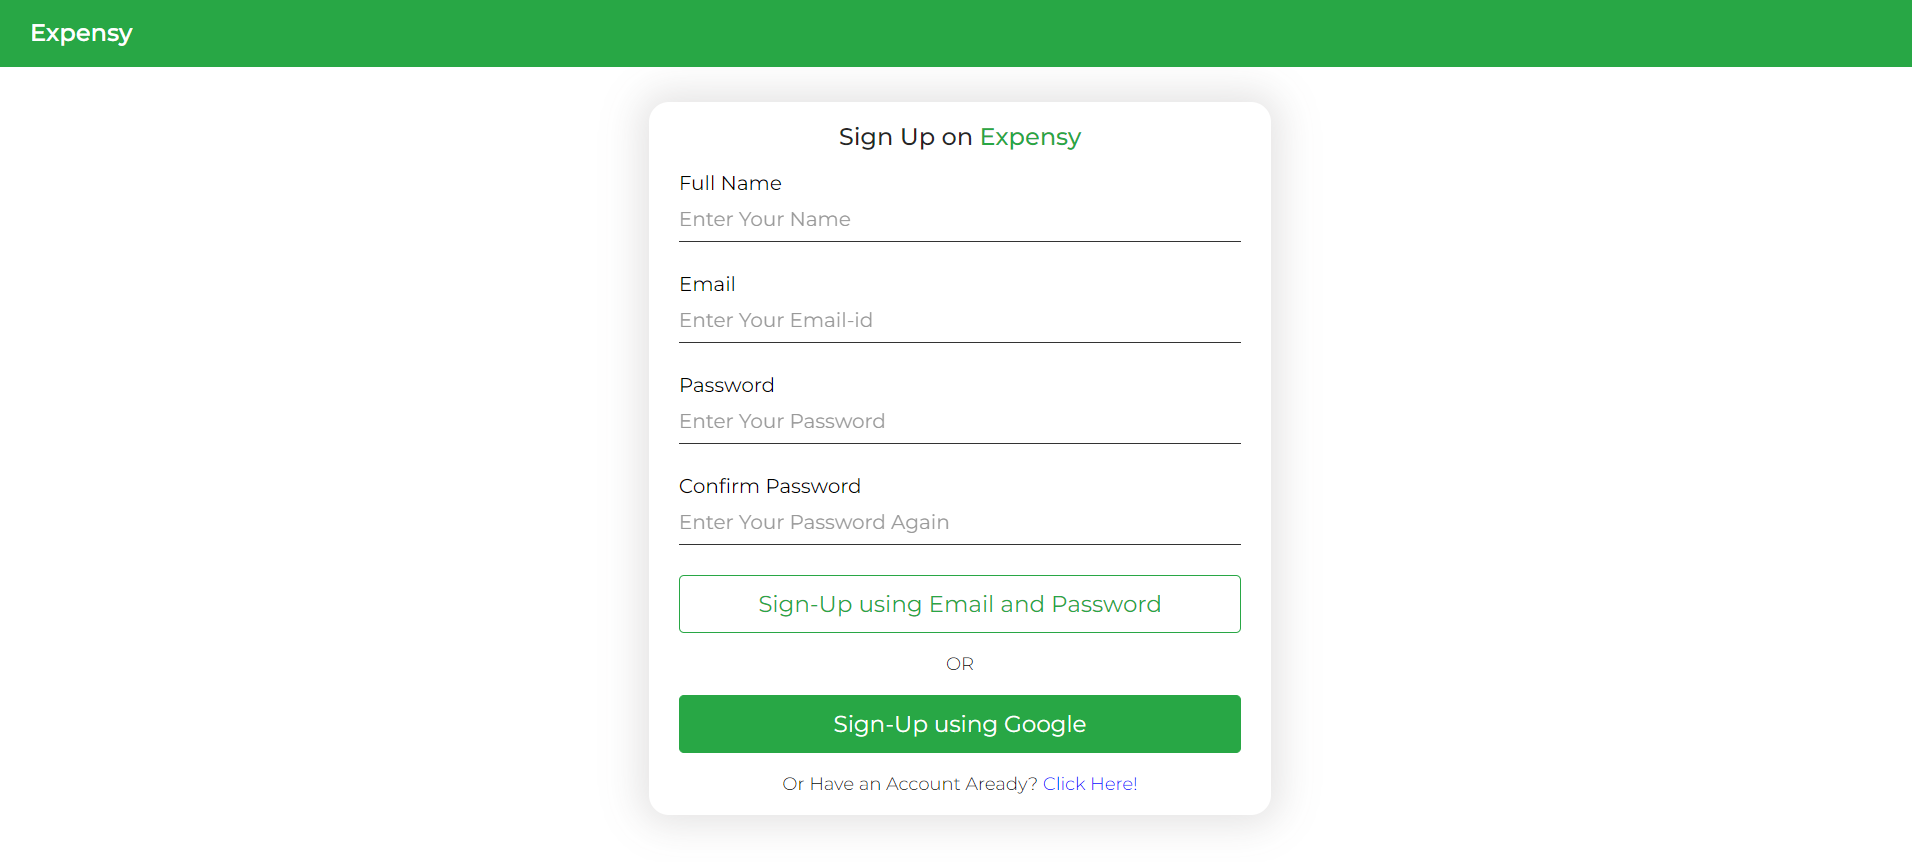 Expensy
Sign Up on Expensy
Full Name
Enter Your Name
Email
Enter Your Email-id
Password
Enter Your Password
Confirm Password
Enter Your Password Again
Sign-Up using Email and Password
OR
Sign-Up using Google
Or Have an Account Aready? Click Here!